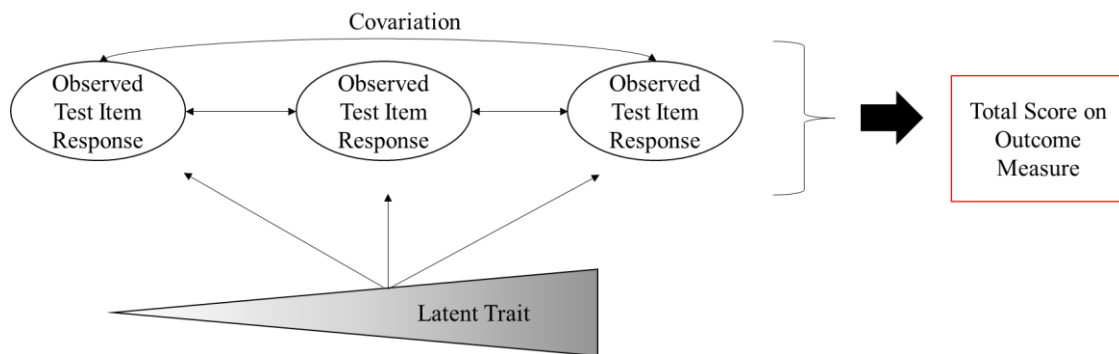 Covariation
Observed
Test Item
Response
Observed
Test Item
Response
Observed
Test Item
Response
Total Score on
Outcome
Measure
Latent Trait